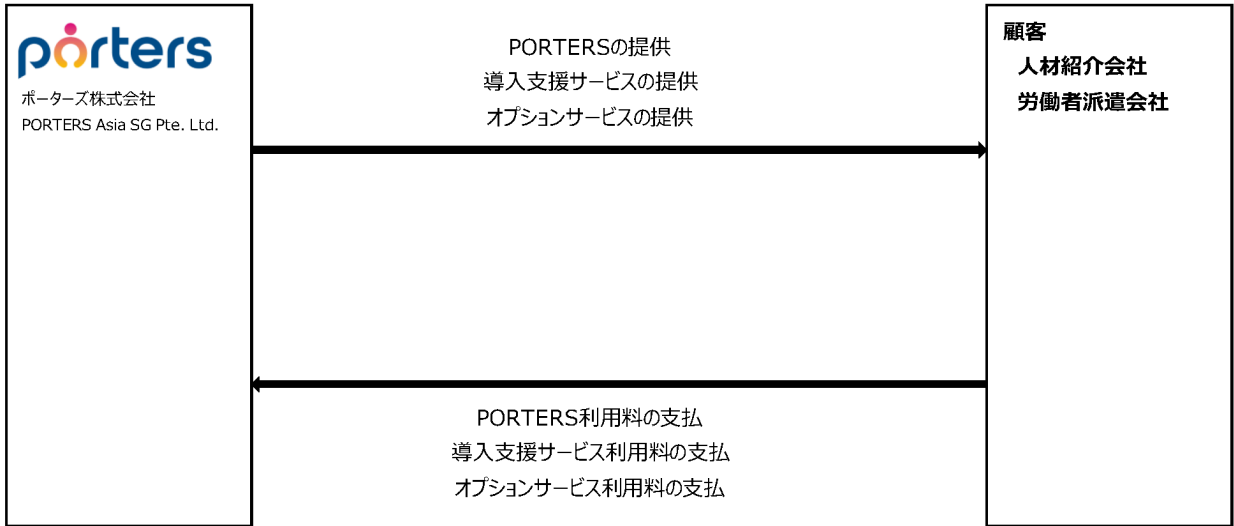 porters
ポーターズ株式会社
PORTERS Asia SG Pte. Ltd.
PORTERSの提供
導入支援サービスの提供
オプションサービスの提供
顧客
人材紹介会社
労働者派遣会社
PORTERS利用料の支払
導入支援サービス利用料の支払
オプションサービス利用料の支払